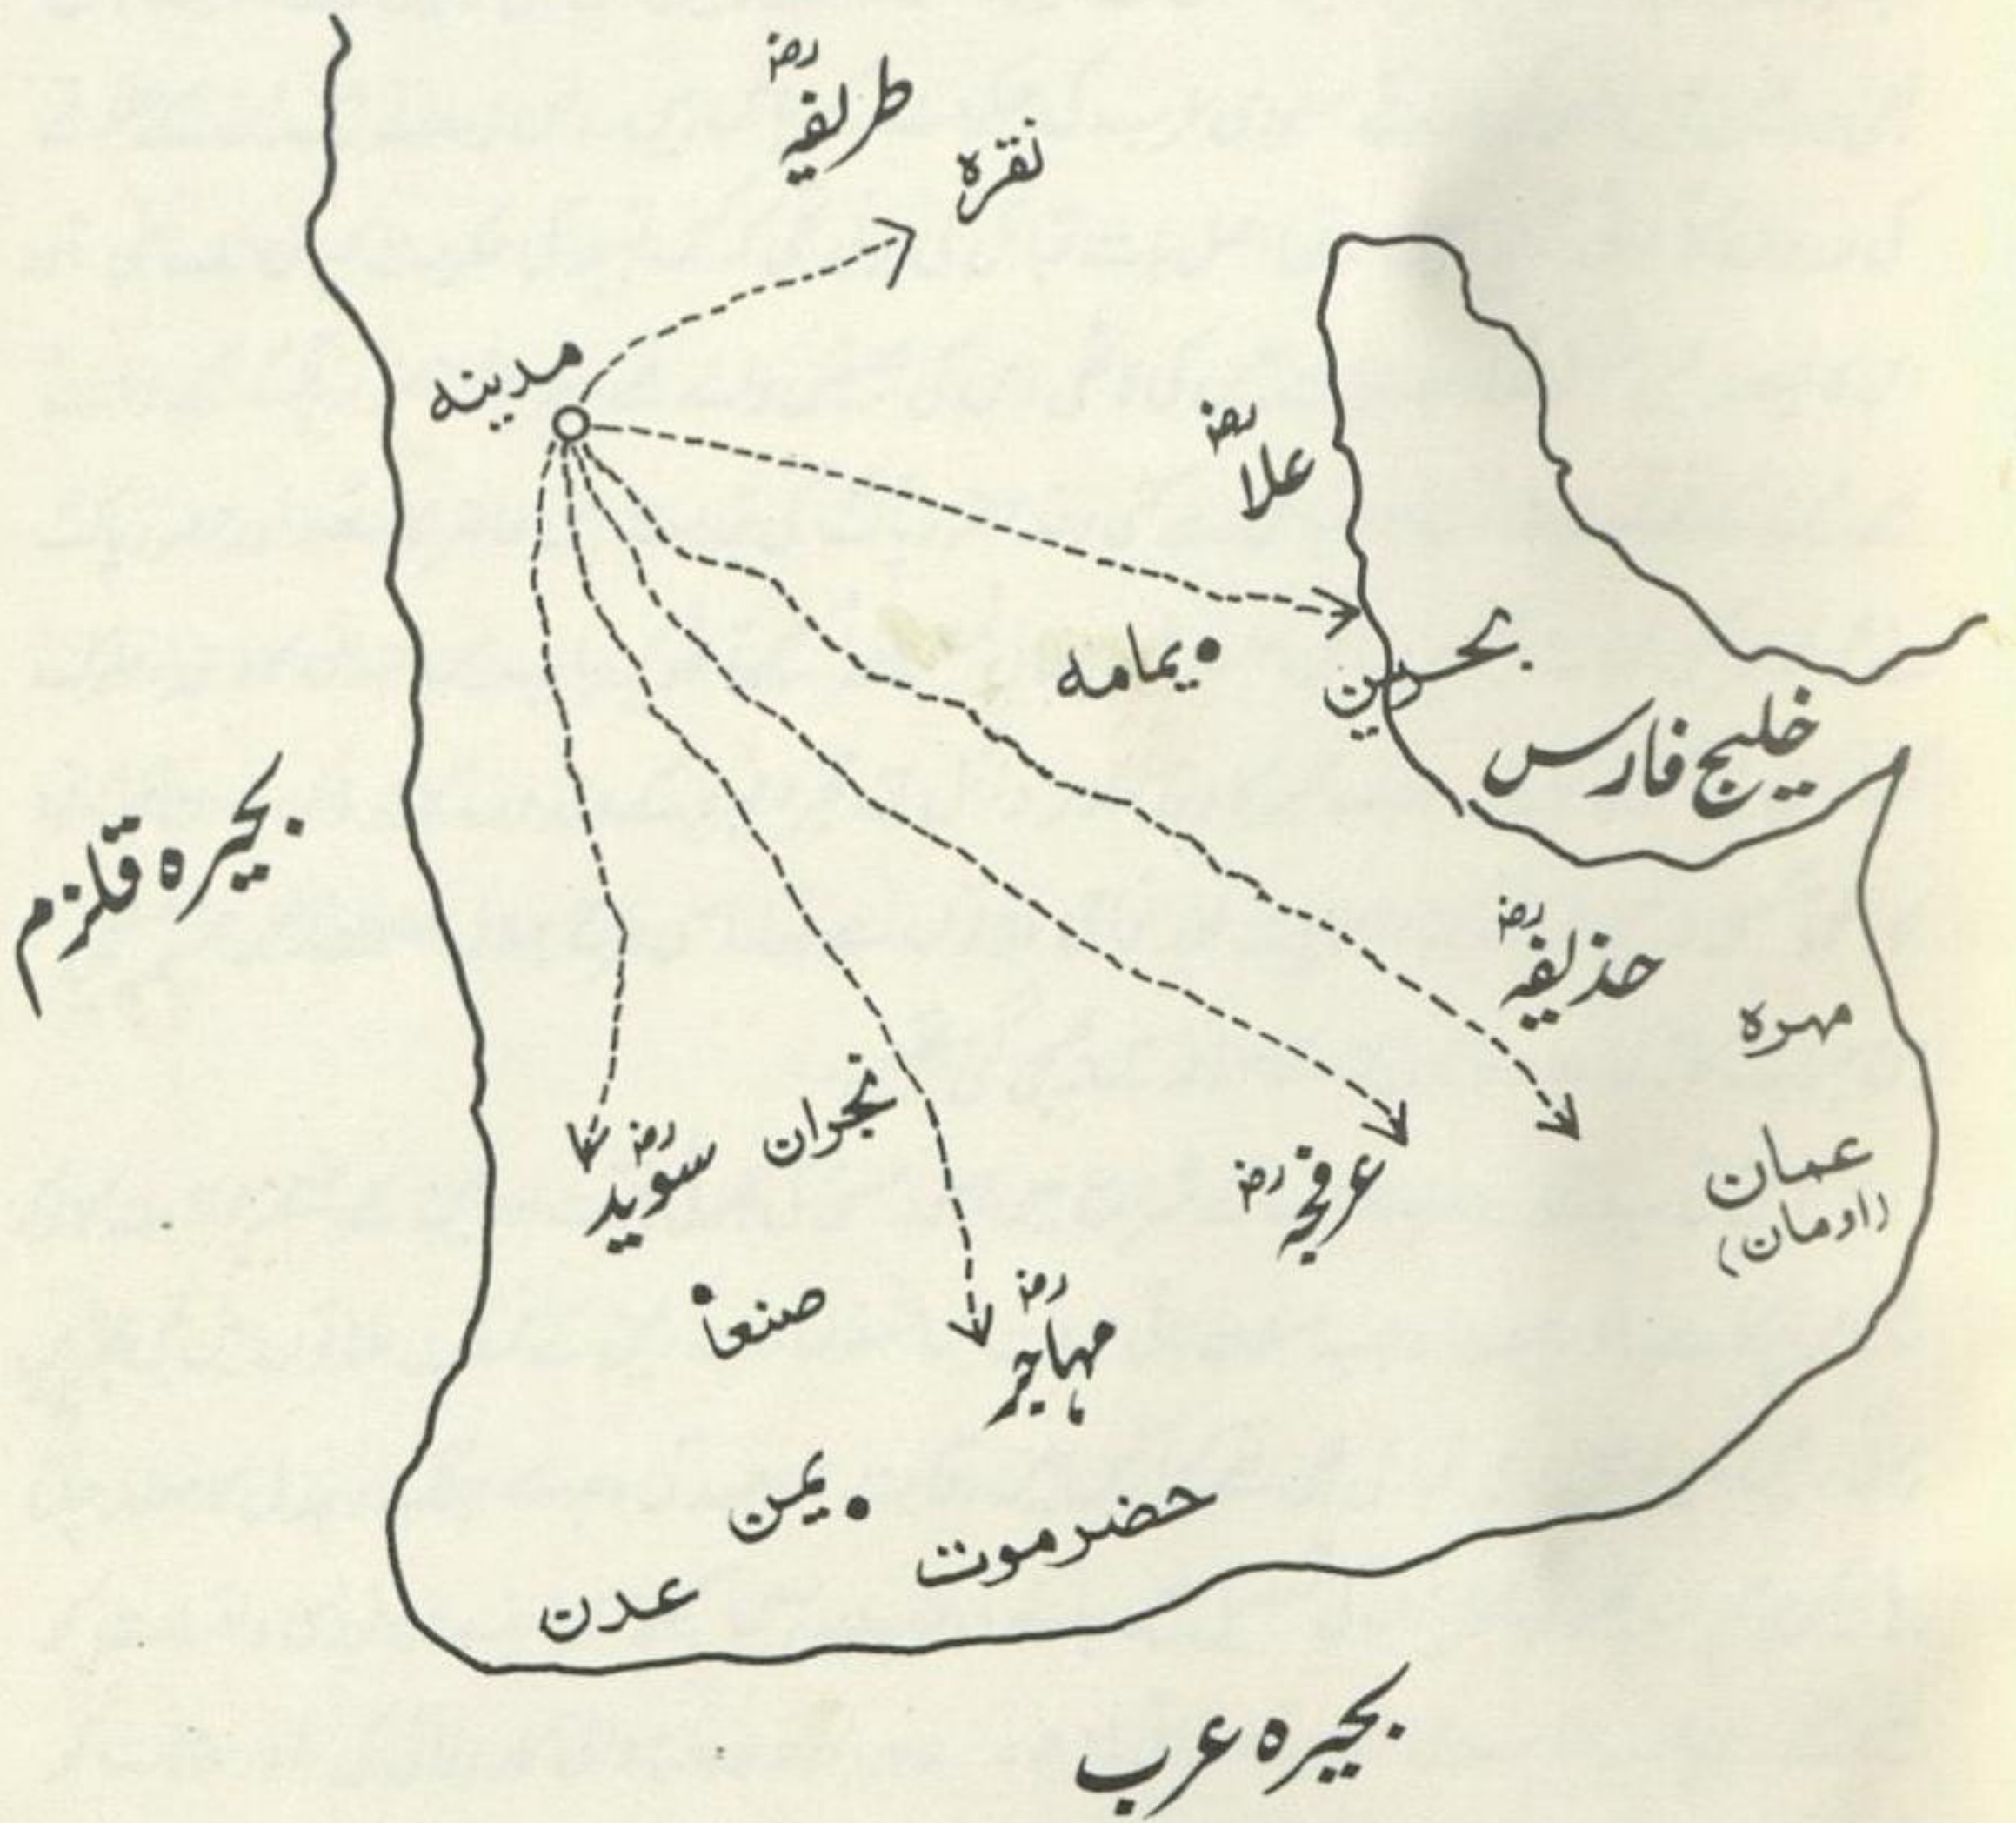 طریفہ رض
نقرہ
مدینہ
علا رض
یمامہ
بحرین
خلیج فارس
بحیرہ قلزم
حذیفہ رض
مہرہ
عمان
(اومان)
نجران
سوید رض
عرفجہ رض
صنعا
مہاجر رض
یمن
حضرموت
عدن
بحیرہ عرب